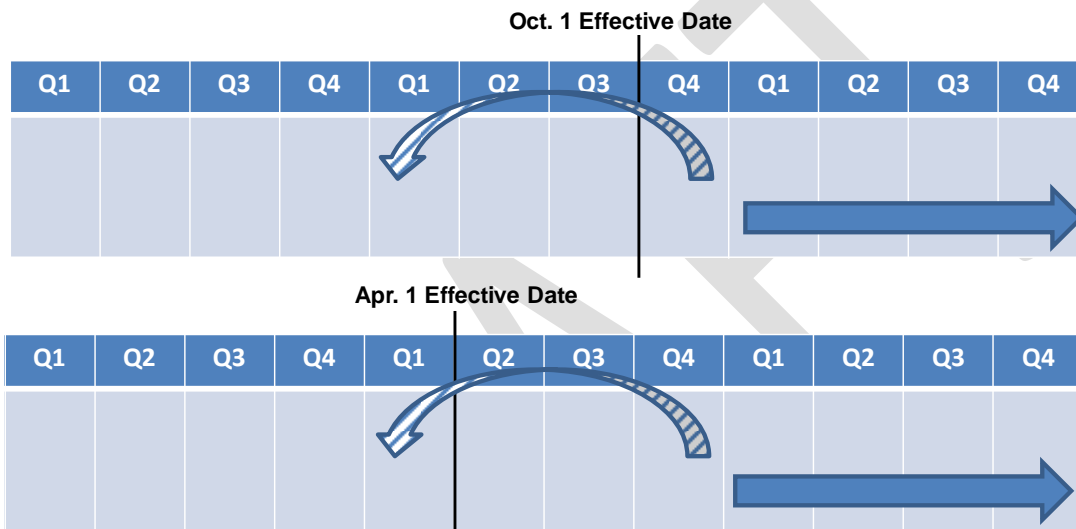 Oct. 1 Effective Date
Q1 Q2 Q3 Q4 Q1 Q2 Q3 Q4 Q1 Q2 Q3 Q4
Apr. 1 Effective Date
Q1 Q2 Q3 Q4 Q1 Q2 Q3 Q4 Q1 Q2 Q3 Q4